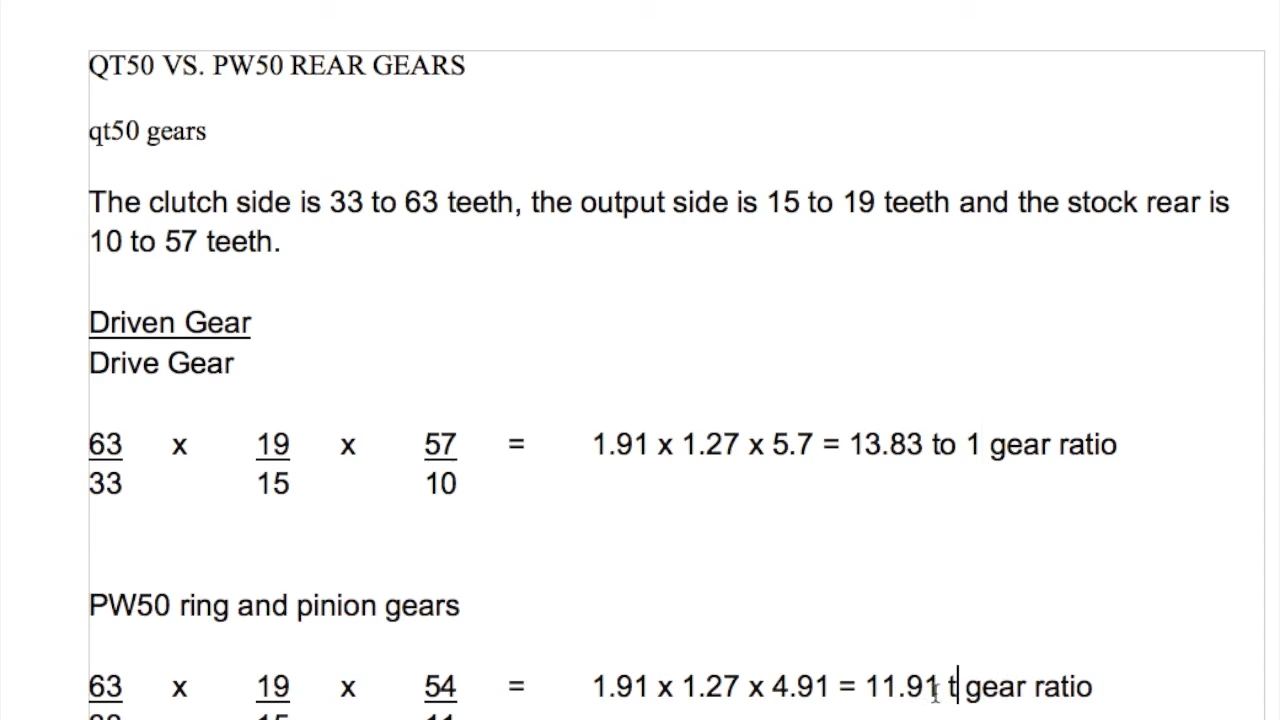 QT50 VS. PW50 REAR GEARS
qt50 gears
The clutch side is 33 to 63 teeth, the output side is 15 to 19 teeth and the stock rear is
10 to 57 teeth.
Driven Gear
Drive Gear
63 x 19 x 57 = 1.91 x 1.27 x 5.7 = 13.83 to 1 gear ratio
33 15 10
PW50 ring and pinion gears
63 x 19 x 54 = 1.91 x 1.27 x 4.91 = 11.91 t gear ratio